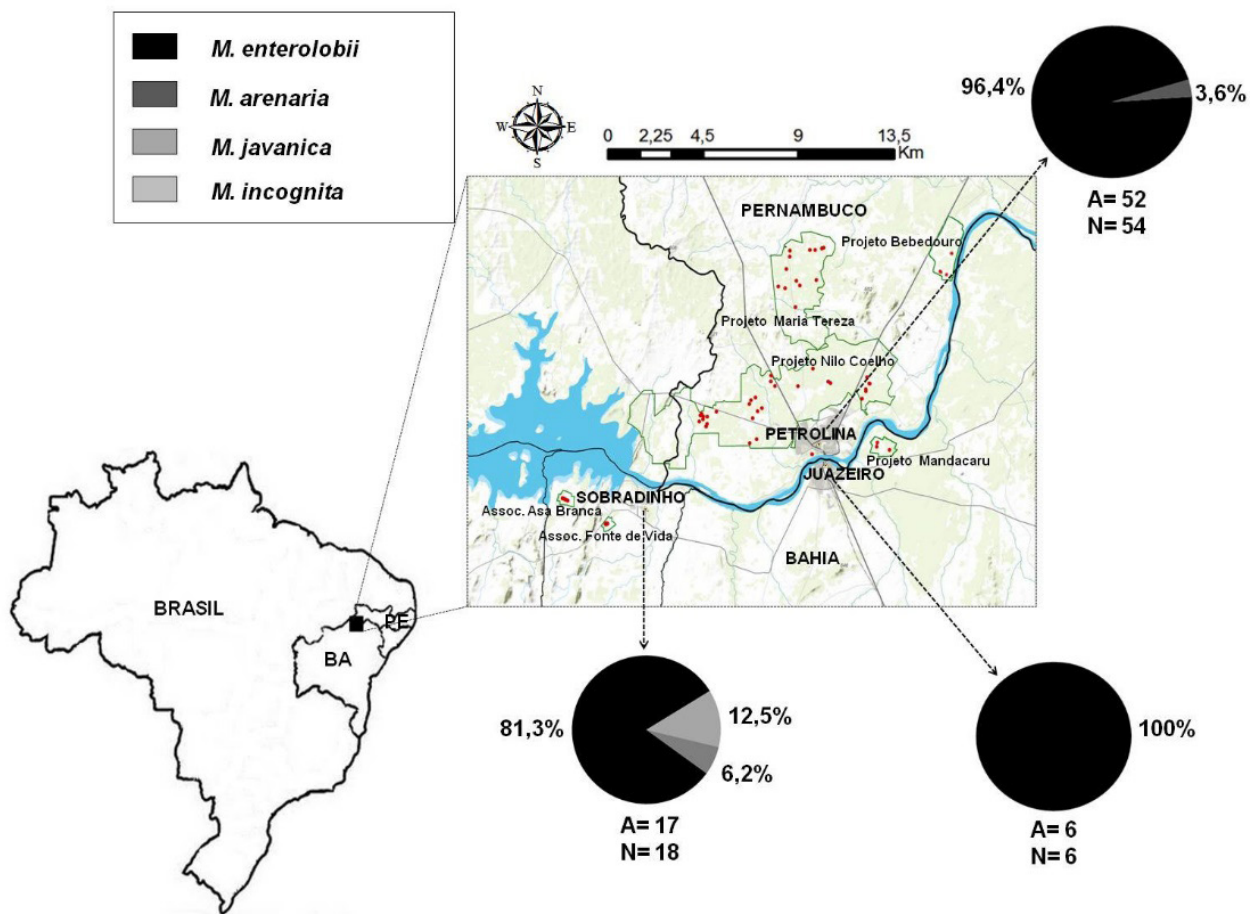 M. enterolobii
M. arenaria
M. javanica
M. incognita
N
W E
S
0 2,25 4,5 9 13,5
Km
96,4%
3,6%
A= 52
N= 54
PERNAMBUCO
Projeto Bebedouro
Projeto Maria Tereza
Projeto Nilo Coelho
PETROLINA
Projeto Mandacaru
JUAZEIRO
SOBRADINHO
Assoc. Asa Branca
Assoc. Fonte de Vida
BAHIA
BRASIL
PE
BA
81,3%
12,5%
6,2%
A= 17
N= 18
100%
A= 6
N= 6